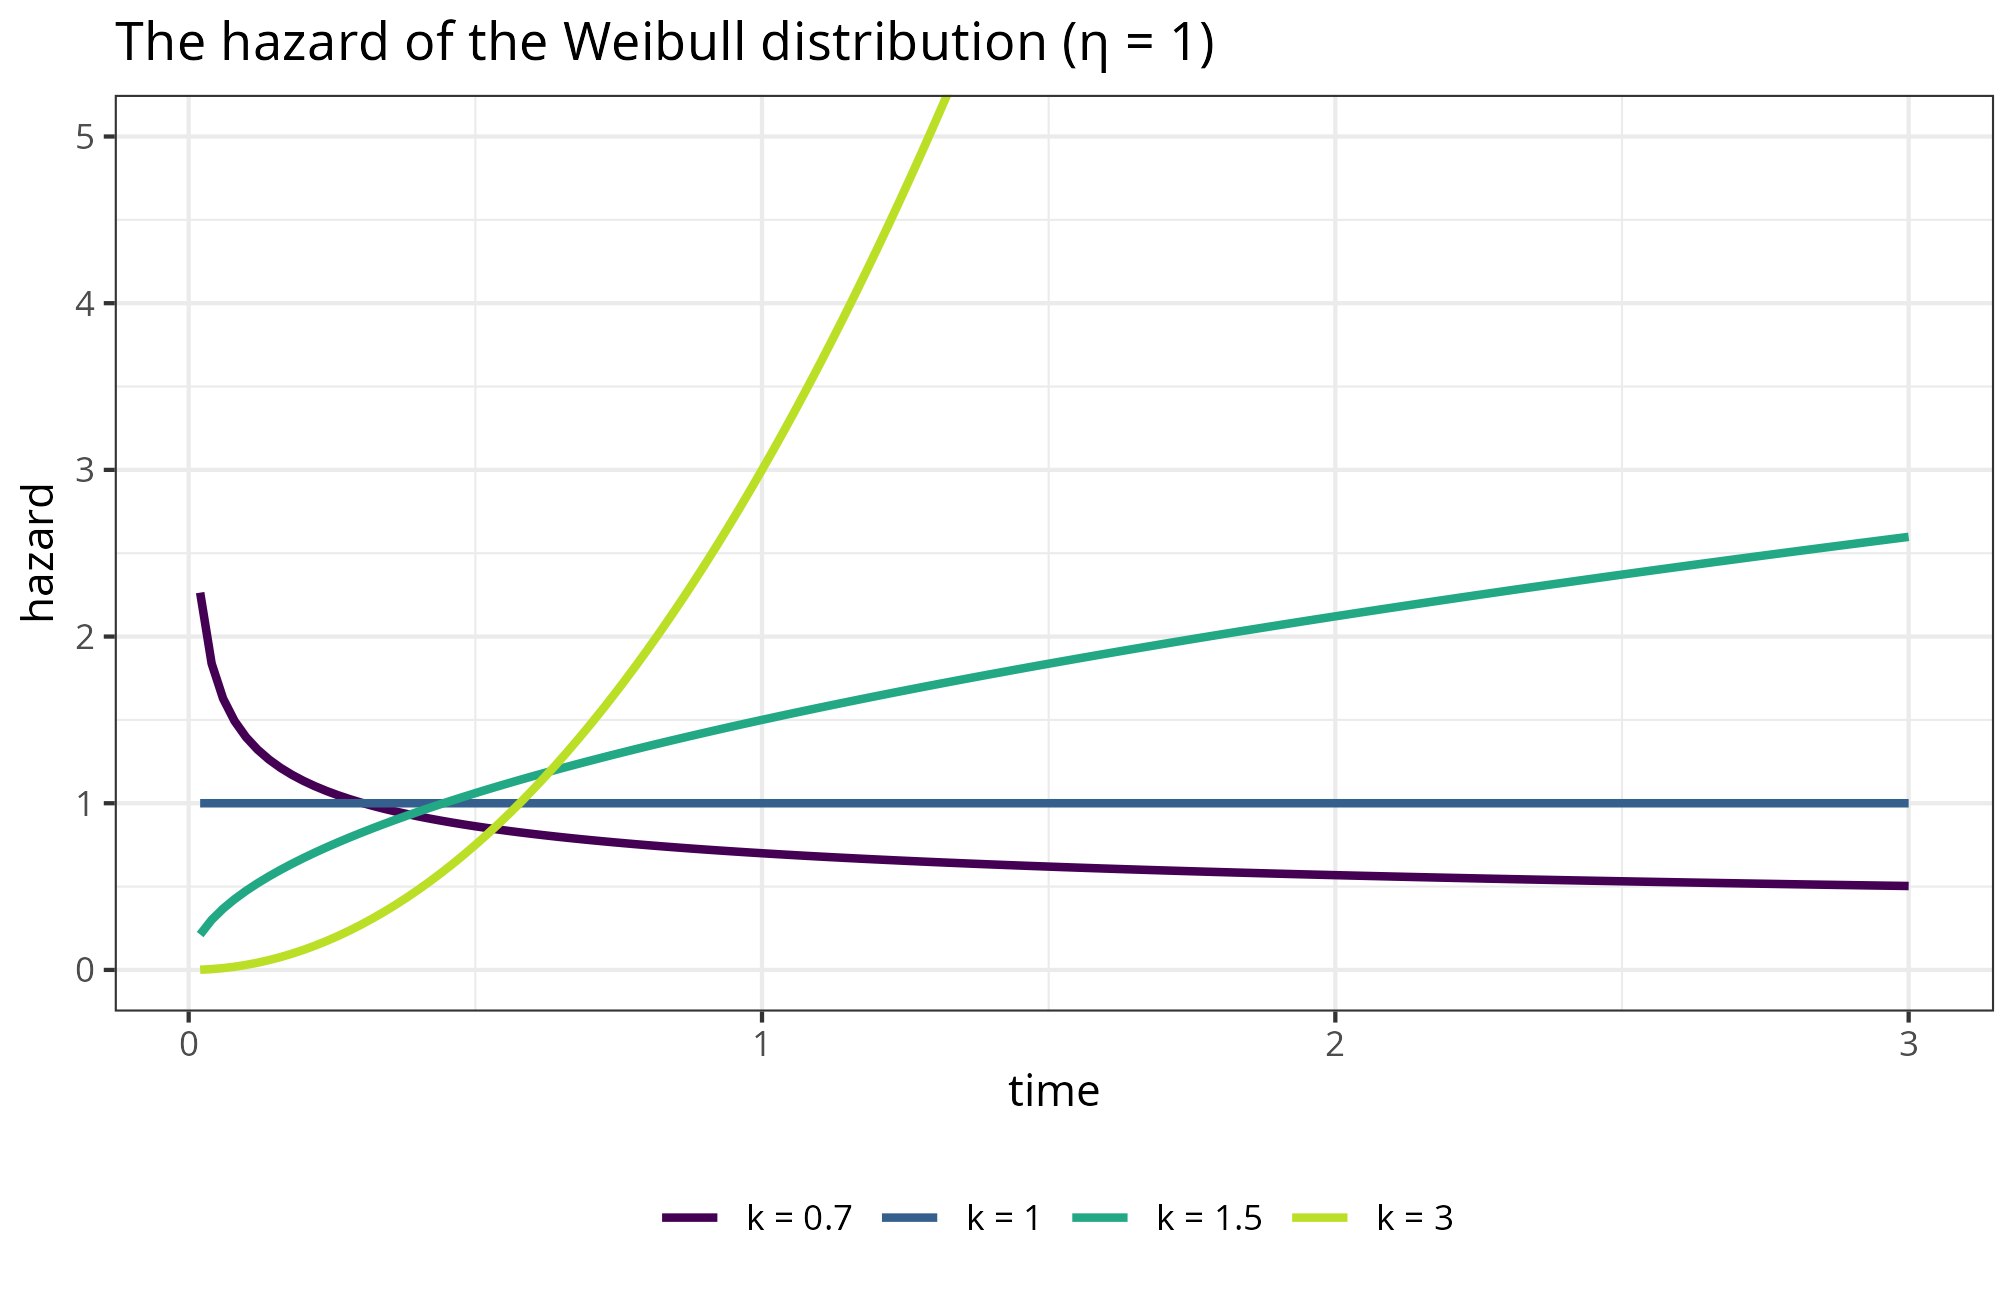 The hazard of the Weibull distribution (η = 1)
5
4
3
2
1
0
hazard
0 1 2 3
time
k = 0.7 k = 1 k = 1.5 k = 3